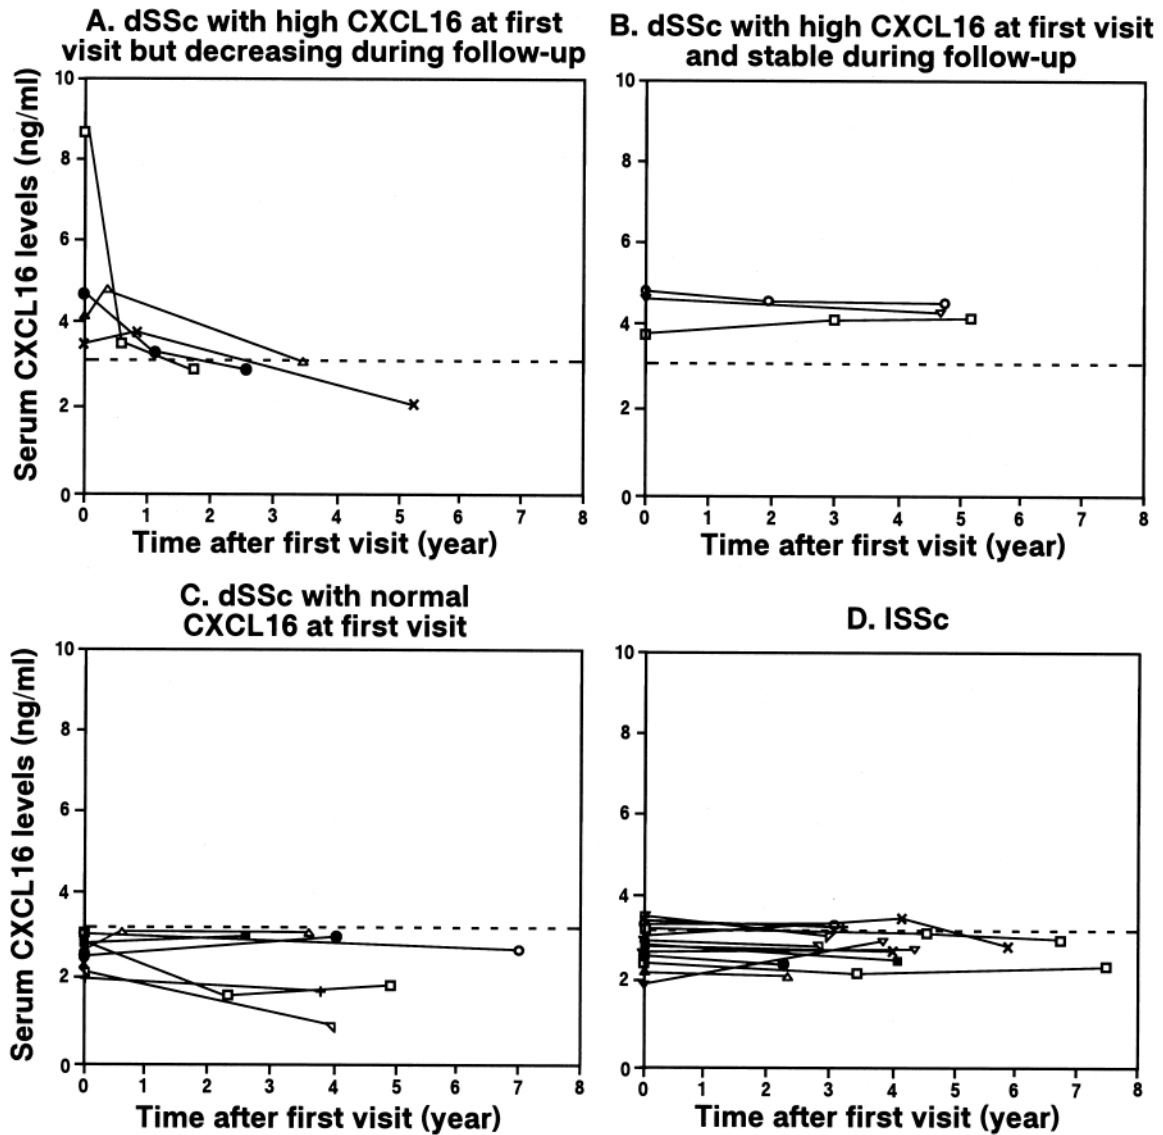 A. dSSc with high CXCL16 at first
visit but decreasing during follow-up
Serum CXCL16 levels (ng/ml)
10
8
6
4
2
0
0 1 2 3 4 5 6 7 8
Time after first visit (year)
B. dSSc with high CXCL16 at first visit
and stable during follow-up
10
8
6
4
2
0
0 1 2 3 4 5 6 7 8
Time after first visit (year)
C. dSSc with normal
CXCL16 at first visit
Serum CXCL16 levels (ng/ml)
10
8
6
4
2
0
0 1 2 3 4 5 6 7 8
Time after first visit (year)
D. lSSc
10
8
6
4
2
0
0 1 2 3 4 5 6 7 8
Time after first visit (year)